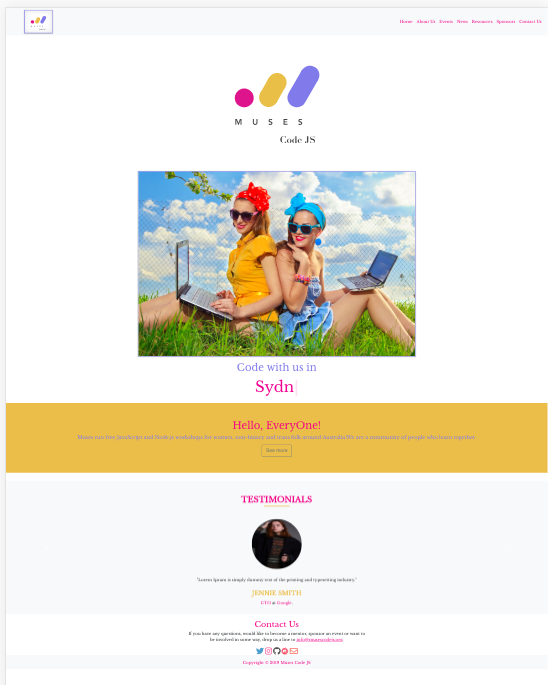 Home About Us Events News Resources Sponsors Contact Us
MUSES
Code JS
Code with us in
Sydn
Hello, EveryOne!
Muses run free JavaScript and Node.js workshops for women, non-binary and trans folk around Australia.We are a community of people who learn together.
See more
TESTIMONIALS
"Lorem Ipsum is simply dummy text of the printing and typesetting industry."
JENNIE SMITH
CTO at Google
Contact Us
If you have any questions, would like to become a mentor, sponsor an event or want to
be involved in some way, drop us a line to
Copyright © 2019 Muses Code JS